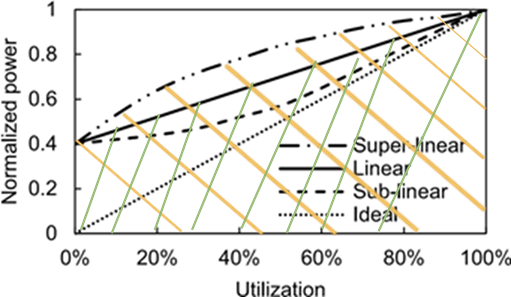 1
0.8
0.6
0.4
0.2
0
Normalized power
Super-linear
Linear
Sub-linear
Ideal
0%
20%
40%
60%
80%
100%
Utilization